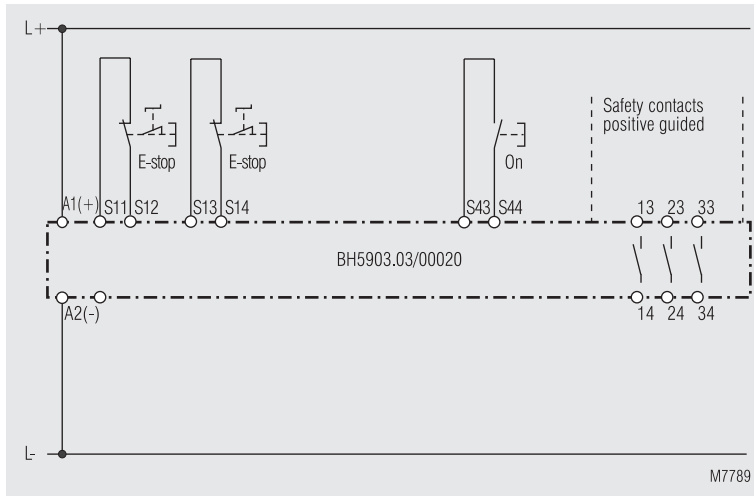 L+
Safety contacts
positive guided
E-stop
E-stop
On
A1(+)
S11
S12
S13
S14
S43
S44
13
23
33
BH5903.03/00020
A2(-)
14
24
34
L-
M7789